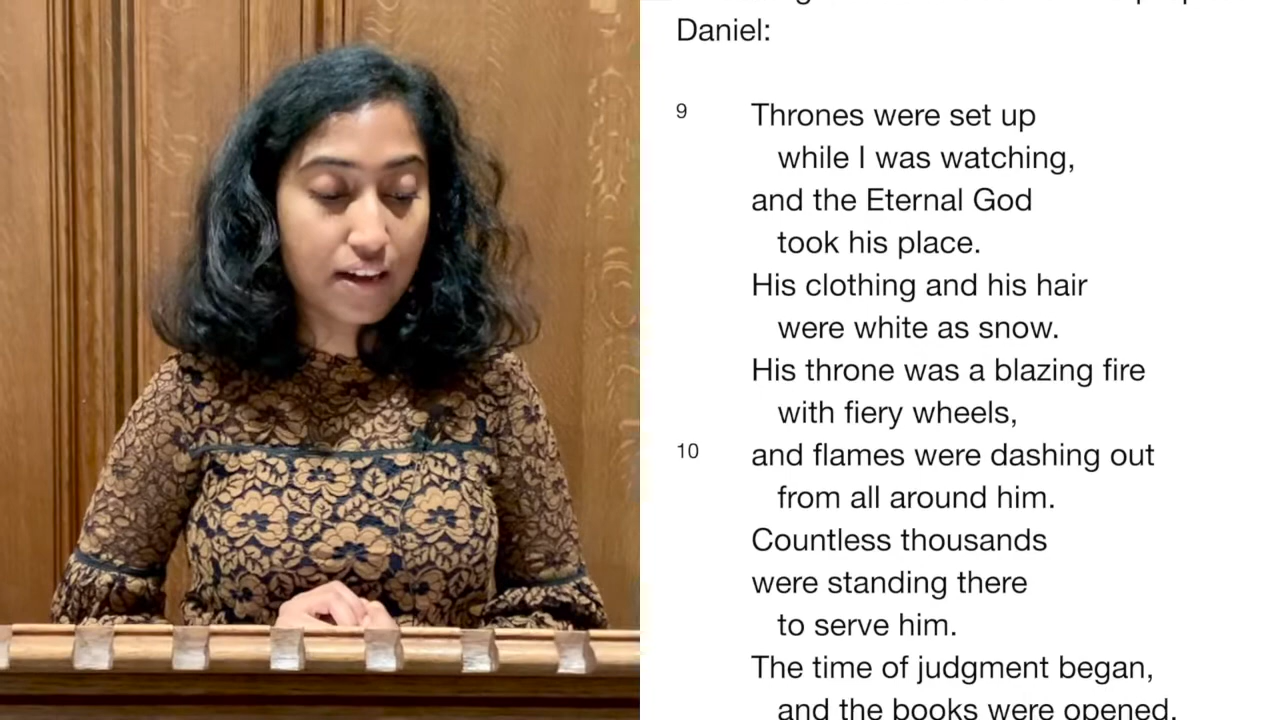 Daniel:
9 Thrones were set up
while I was watching,
and the Eternal God
took his place.
His clothing and his hair
were white as snow.
His throne was a blazing fire
with fiery wheels,
10 and flames were dashing out
from all around him.
Countless thousands
were standing there
to serve him.
The time of judgment began,
and the books were opened.